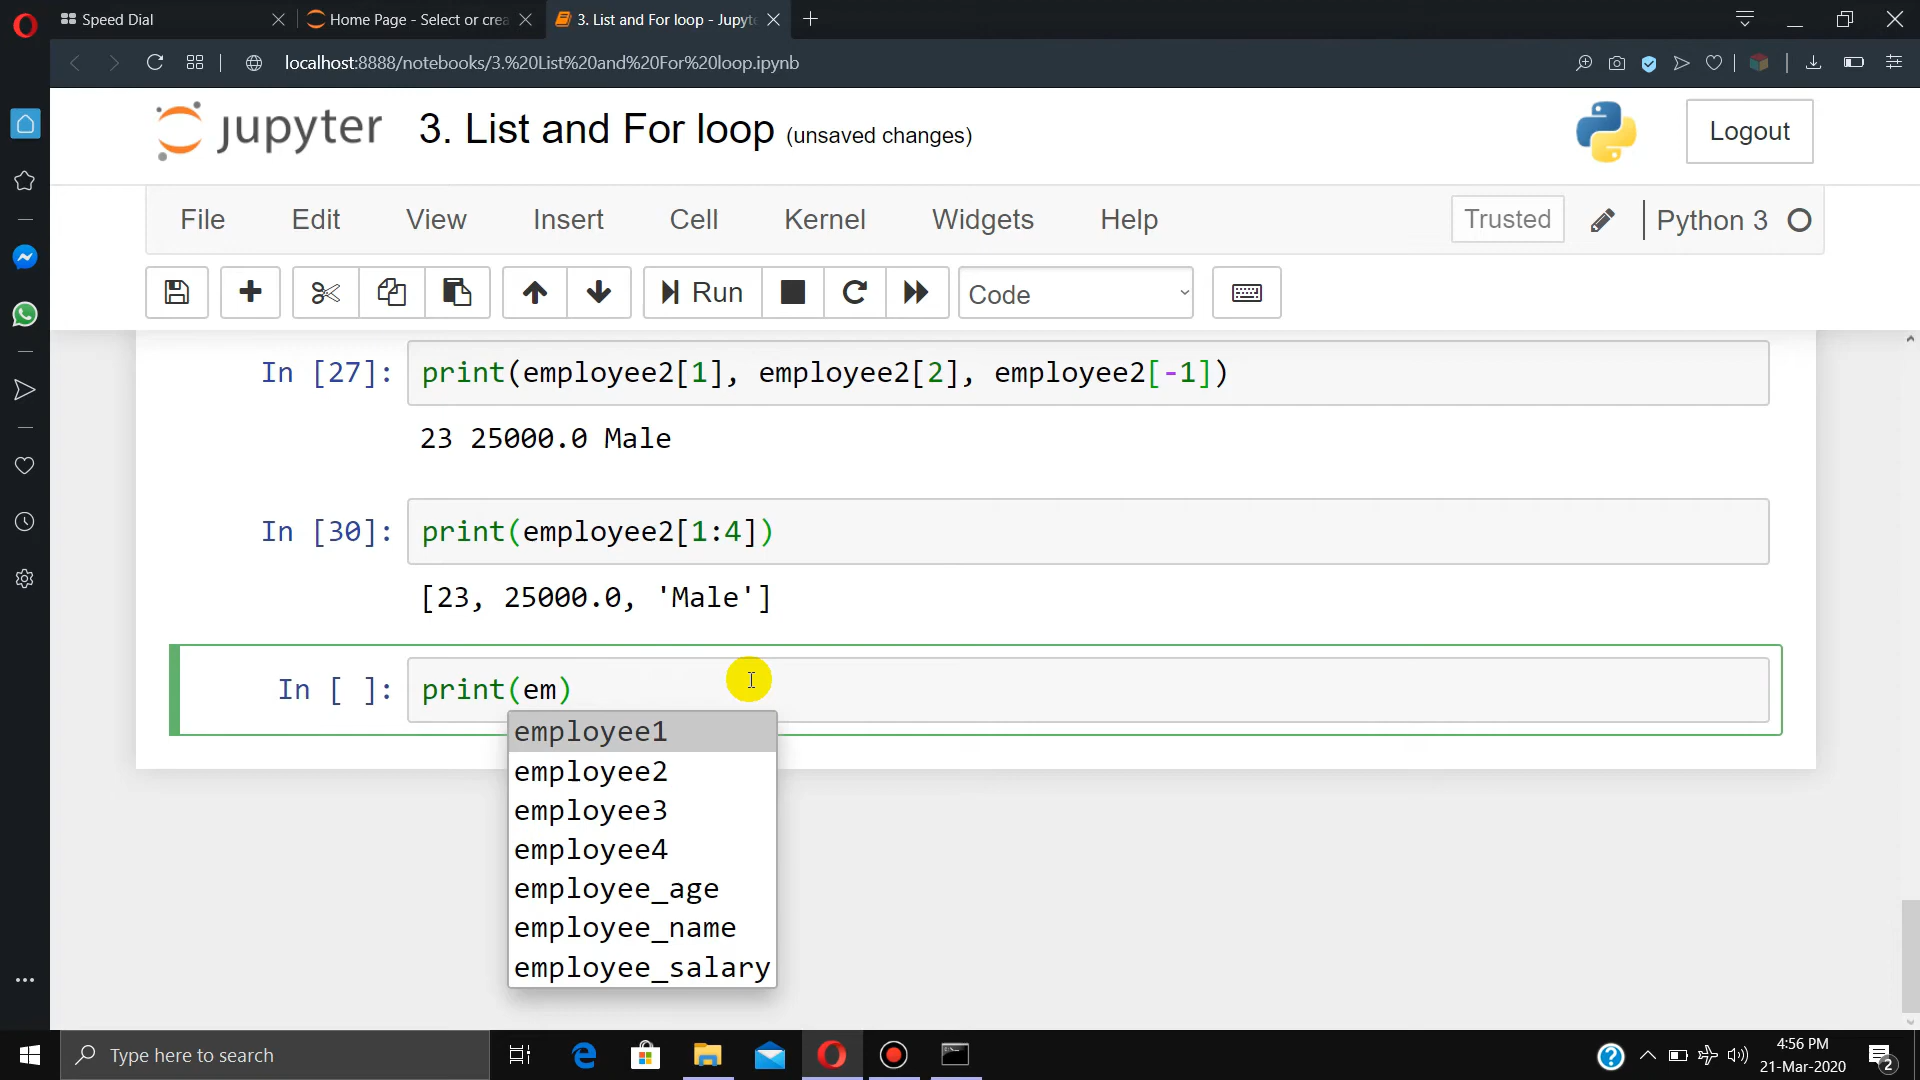 Speed Dial
Home Page - Select or crea
3. List and For loop - Jupyte
localhost:8888/notebooks/3.%20List%20and%20For%20loop.ipynb
jupyter
3. List and For loop (unsaved changes)
Logout
File Edit View Insert Cell Kernel Widgets Help
Trusted
Python 3
Run
Code
In [27]: print(employee2[1], employee2[2], employee2[-1])
23 25000.0 Male
In [30]: print(employee2[1:4])
[23, 25000.0, 'Male']
In [ ]: print(em)
employee1
employee2
employee3
employee4
employee_age
employee_name
employee_salary
Type here to search
4:56 PM
21-Mar-2020
2